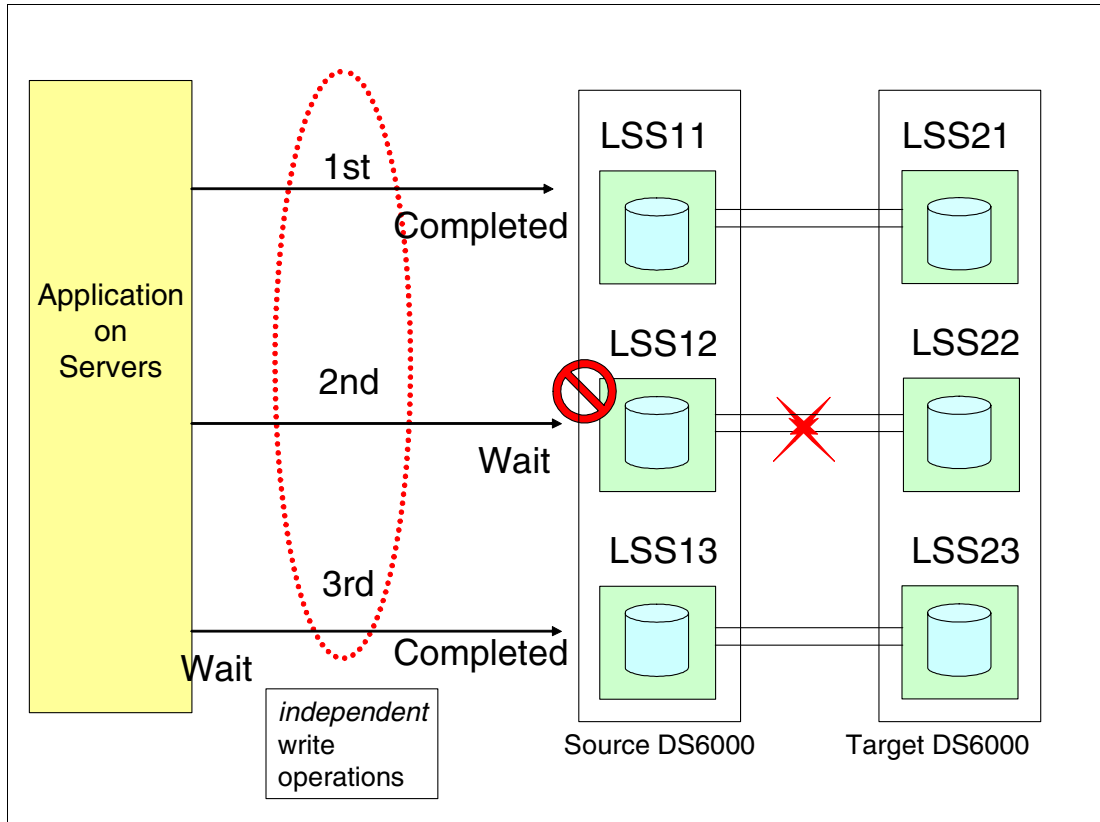 Application
on
Servers
1st
Completed
2nd
Wait
3rd
Wait
Completed
independent
write
operations
LSS11
LSS12
LSS13
Source DS6000
LSS21
LSS22
LSS23
Target DS6000